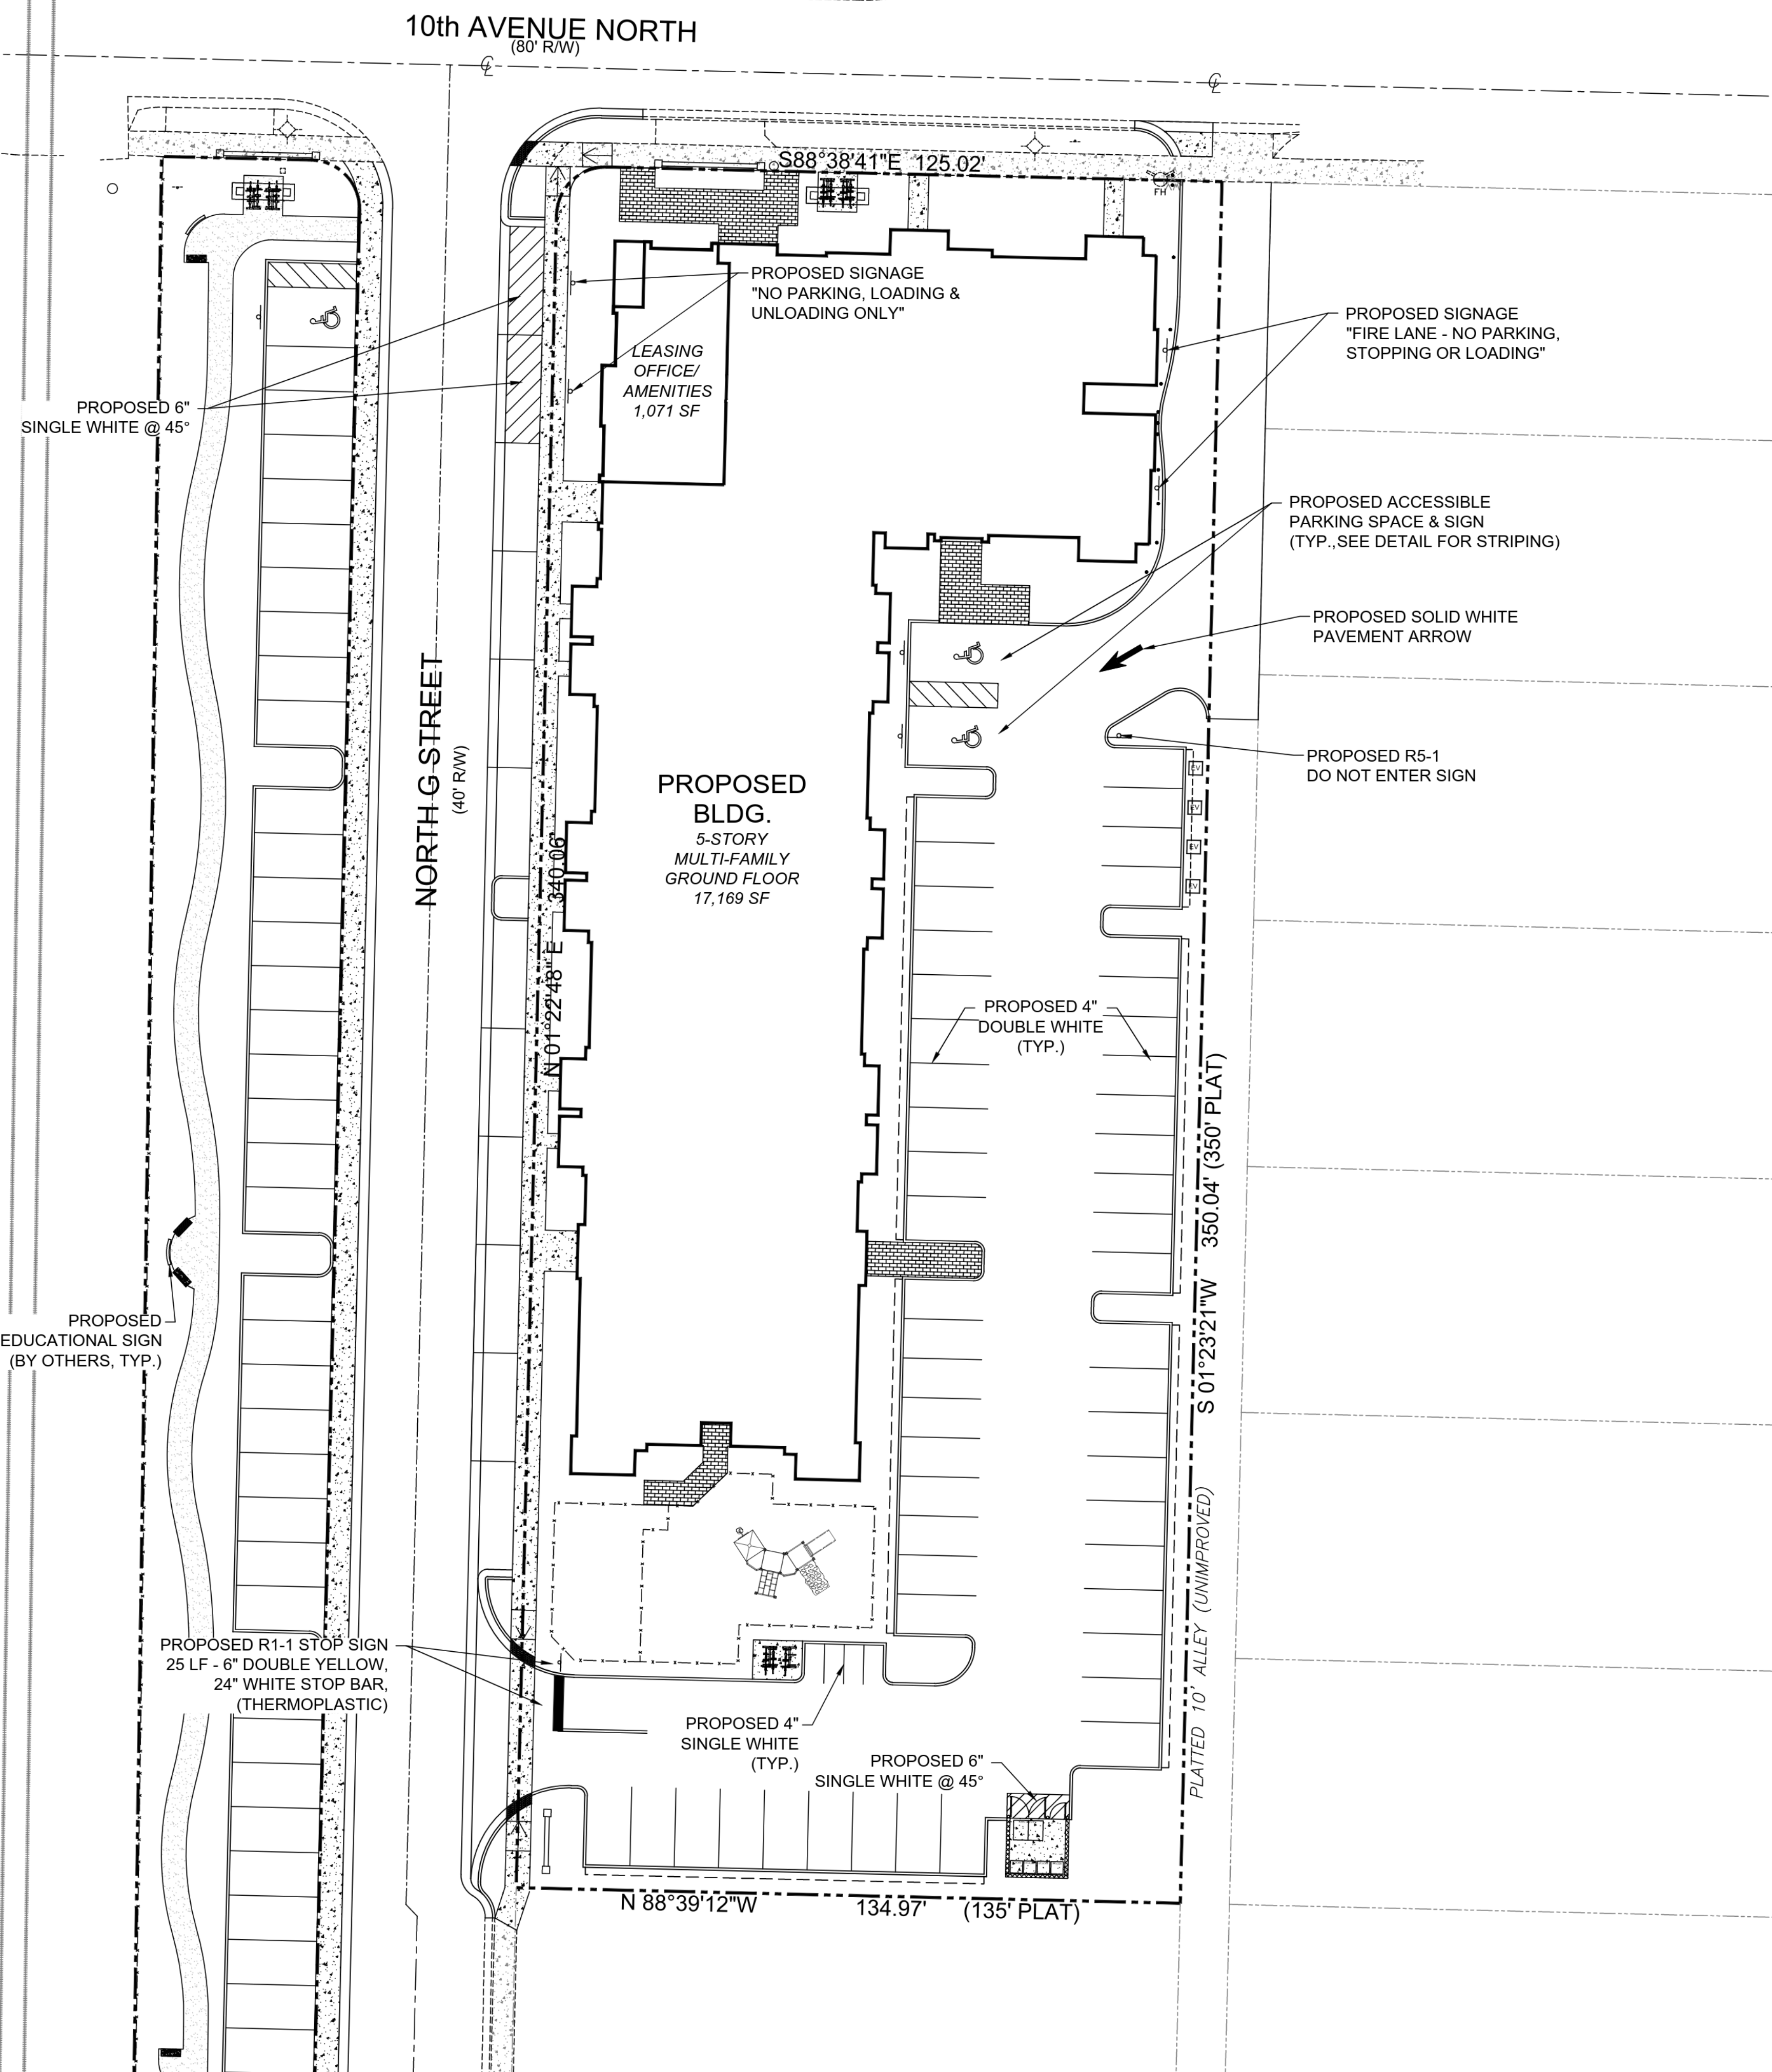 10th AVENUE NORTH
(80' R/W)
S88°38'41"E 125.02'
FH
PROPOSED SIGNAGE
"NO PARKING, LOADING &
UNLOADING ONLY"
PROPOSED SIGNAGE
"FIRE LANE - NO PARKING,
STOPPING OR LOADING"
LEASING
OFFICE/
AMENITIES
1,071 SF
PROPOSED 6"
SINGLE WHITE @ 45°
PROPOSED ACCESSIBLE
PARKING SPACE & SIGN
(TYP.,SEE DETAIL FOR STRIPING)
PROPOSED SOLID WHITE
PAVEMENT ARROW
NORTH G STREET
(40' R/W)
PROPOSED R5-1
DO NOT ENTER SIGN
EV
EV
EV
EV
PROPOSED
BLDG.
5-STORY
MULTI-FAMILY
GROUND FLOOR
17,169 SF
N 01°22'48" E 340.06'
PROPOSED 4"
DOUBLE WHITE
(TYP.)
S 01°23'21"W 350.04' (350' PLAT)
PROPOSED
EDUCATIONAL SIGN
(BY OTHERS, TYP.)
PLATTED 10' ALLEY (UNIMPROVED)
PROPOSED R1-1 STOP SIGN
25 LF - 6" DOUBLE YELLOW,
24" WHITE STOP BAR,
(THERMOPLASTIC)
PROPOSED 4"
SINGLE WHITE
(TYP.)
PROPOSED 6"
SINGLE WHITE @ 45°
N 88°39'12"W 134.97' (135' PLAT)